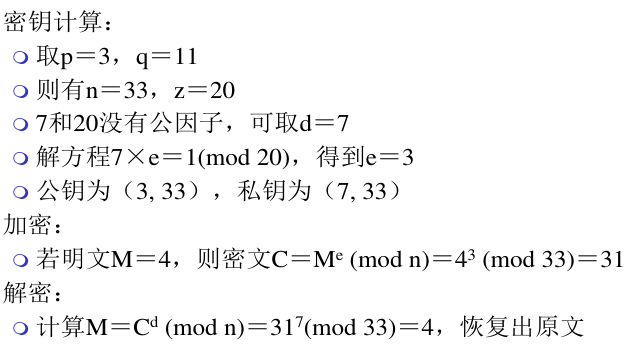 密钥计算：
取p＝3，q＝11
则有n＝33，z＝20
7和20没有公因子，可取d＝7
解方程7×e＝1(mod 20)，得到e＝3
公钥为（3, 33），私钥为（7, 33）
加密：
若明文M＝4，则密文C＝Mᵉ (mod n)＝4³ (mod 33)＝31
解密：
计算M＝Cᵈ (mod n)＝31⁷(mod 33)＝4，恢复出原文